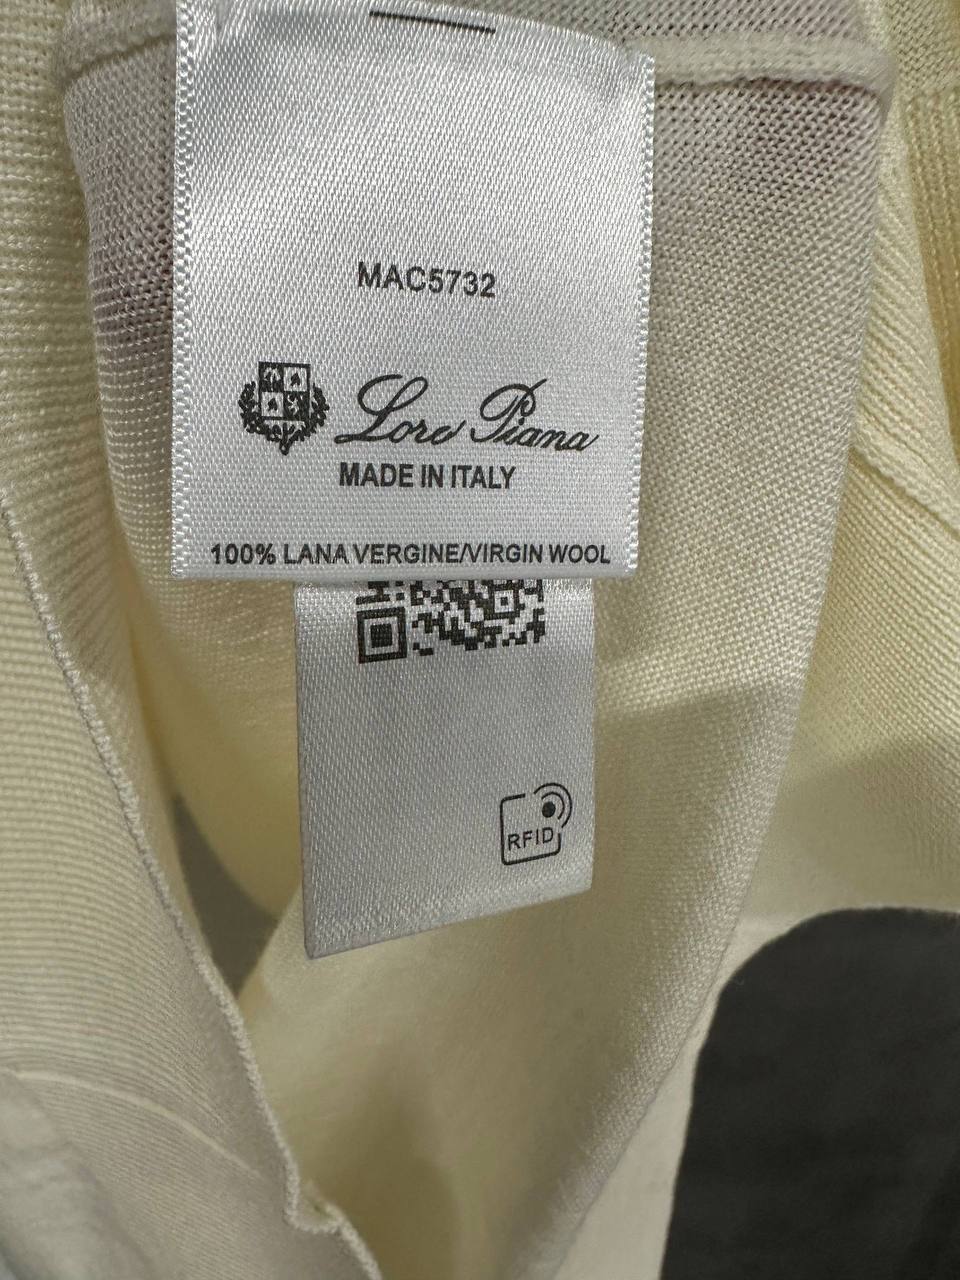 MAC5732
Loro Piana
MADE IN ITALY
100% LANA VERGINE/VIRGIN WOOL
RFID